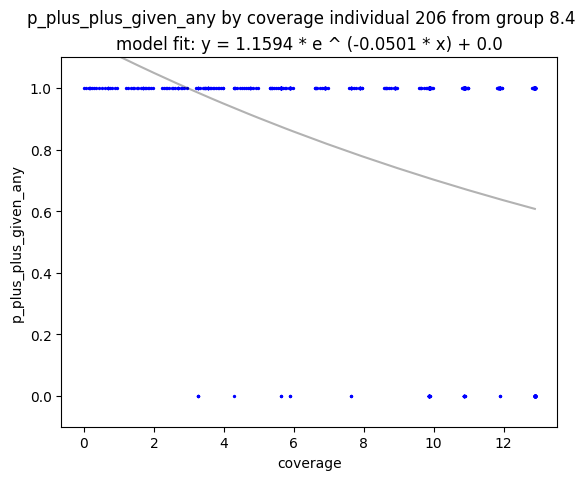 p_plus_plus_given_any by coverage individual 206 from group 8.4
model fit: y = 1.1594 * e ^ (-0.0501 * x) + 0.0
1.0
0.8
0.6
0.4
0.2
0.0
p_plus_plus_given_any
0 2 4 6 8 10 12
coverage